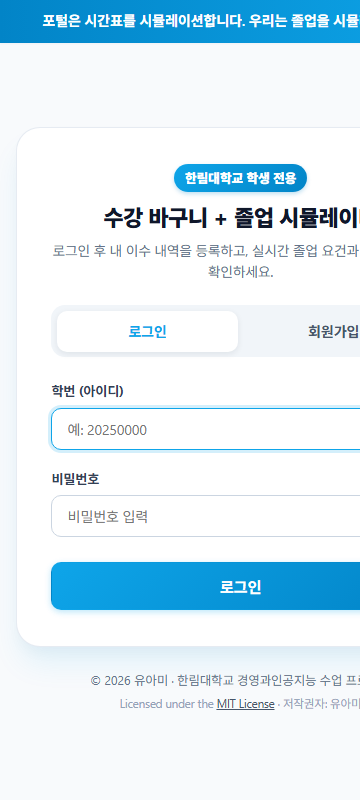 포털은 시간표를 시뮬레이션합니다. 우리는 졸업을 시뮬
한림대학교 학생 전용
수강 바구니 + 졸업 시뮬레이
로그인 후 내 이수 내역을 등록하고, 실시간 졸업 요건과
확인하세요.
로그인
회원가입
학번 (아이디)
예: 20250000
비밀번호
비밀번호 입력
로그인
© 2026 유아미 · 한림대학교 경영과인공지능 수업 프로
Licensed under the MIT License · 저작권자: 유아미